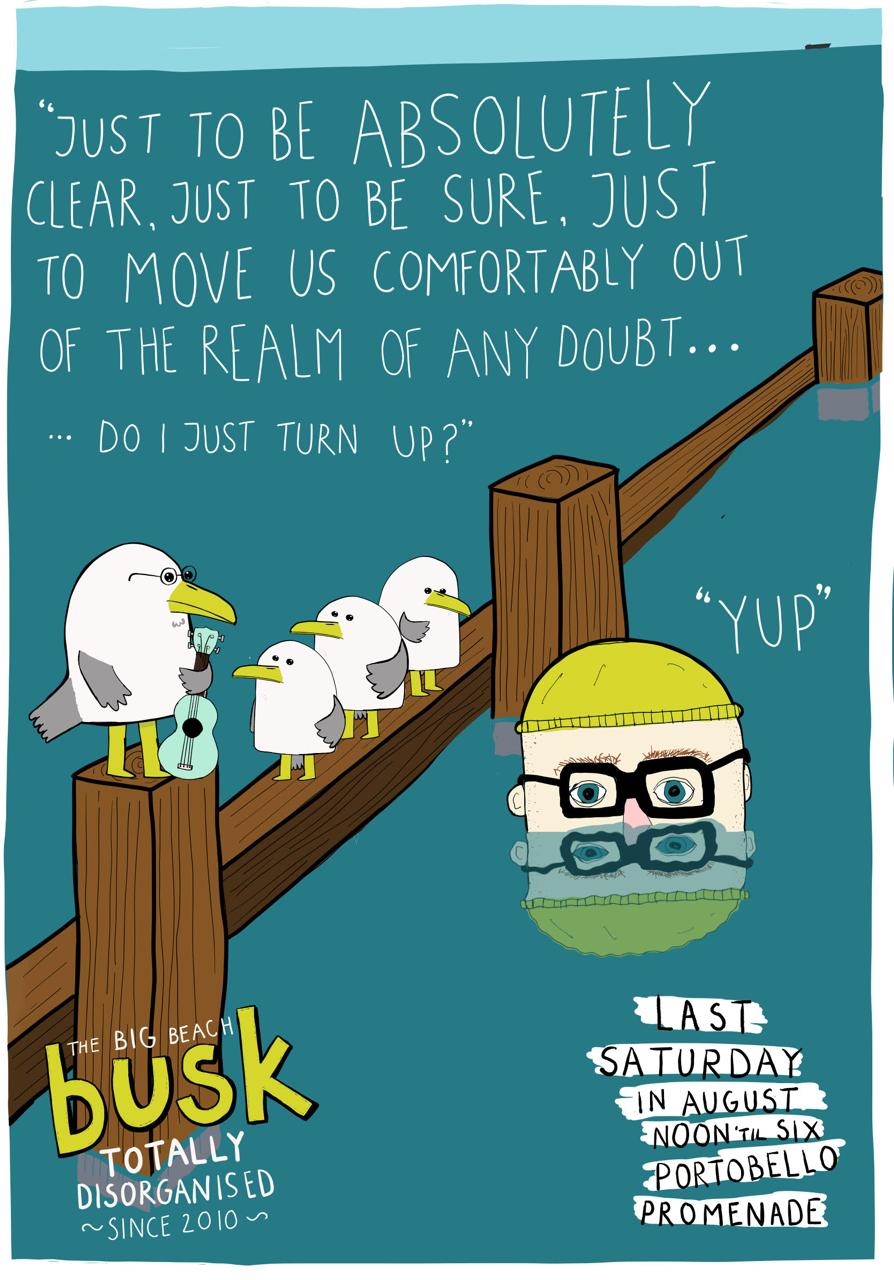 “JUST TO BE ABSOLUTELY
CLEAR, JUST TO BE SURE, JUST
TO MOVE US COMFORTABLY OUT
OF THE REALM OF ANY DOUBT...
... DO I JUST TURN UP?”
“YUP”
THE BIG BEACH
busk
TOTALLY
DISORGANISED
~SINCE 2010~
LAST
SATURDAY
IN AUGUST
NOON 'TIL SIX
PORTOBELLO
PROMENADE